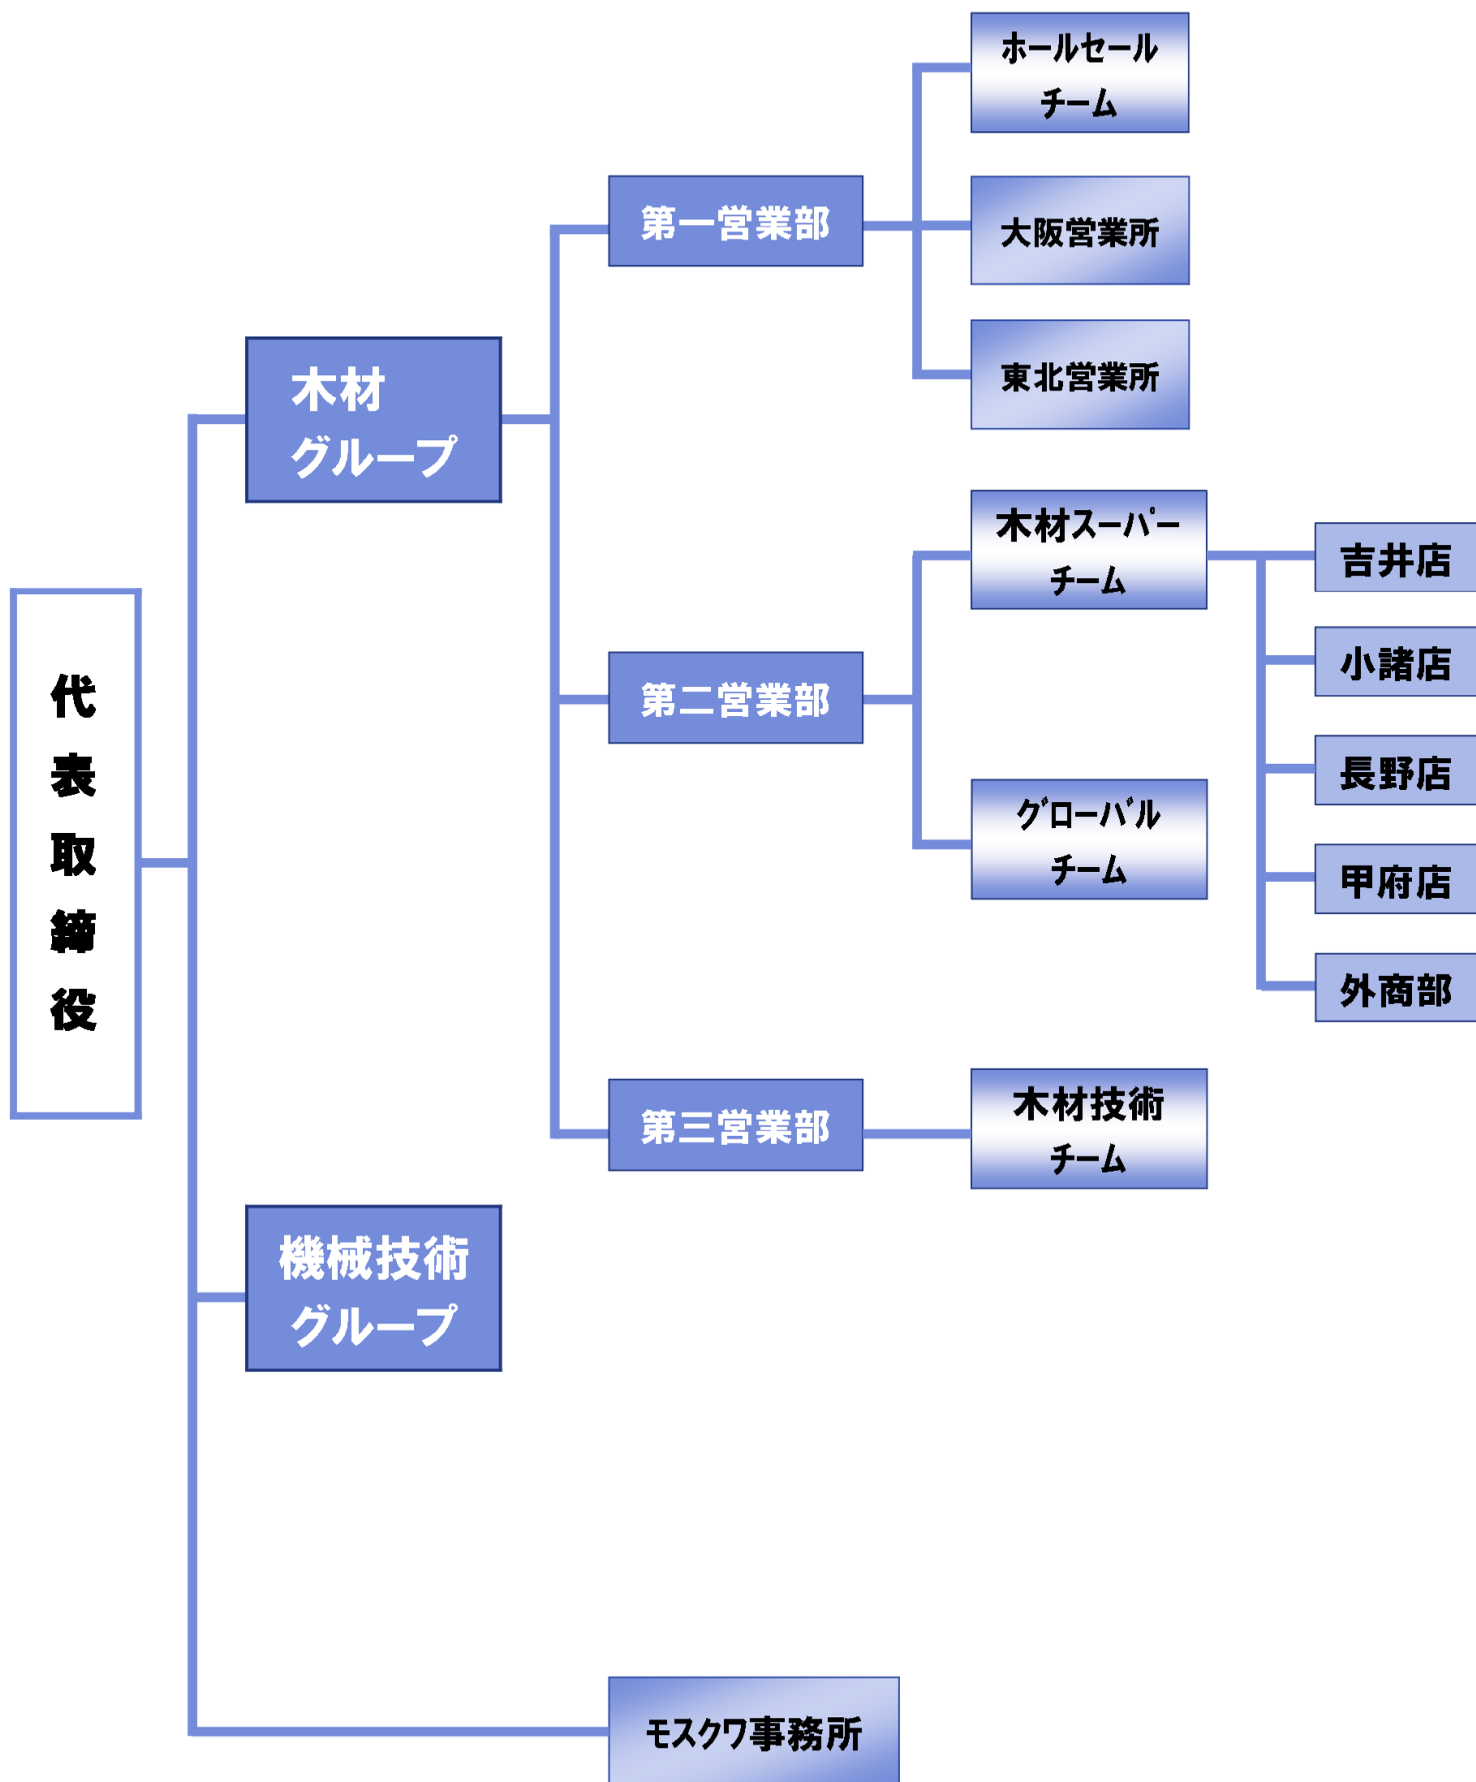 代表取締役
木材
グループ
第一営業部
ホールセール
チーム
大阪営業所
東北営業所
第二営業部
木材スーパー
チーム
吉井店
小諸店
長野店
甲府店
外商部
グローバル
チーム
第三営業部
木材技術
チーム
機械技術
グループ
モスクワ事務所